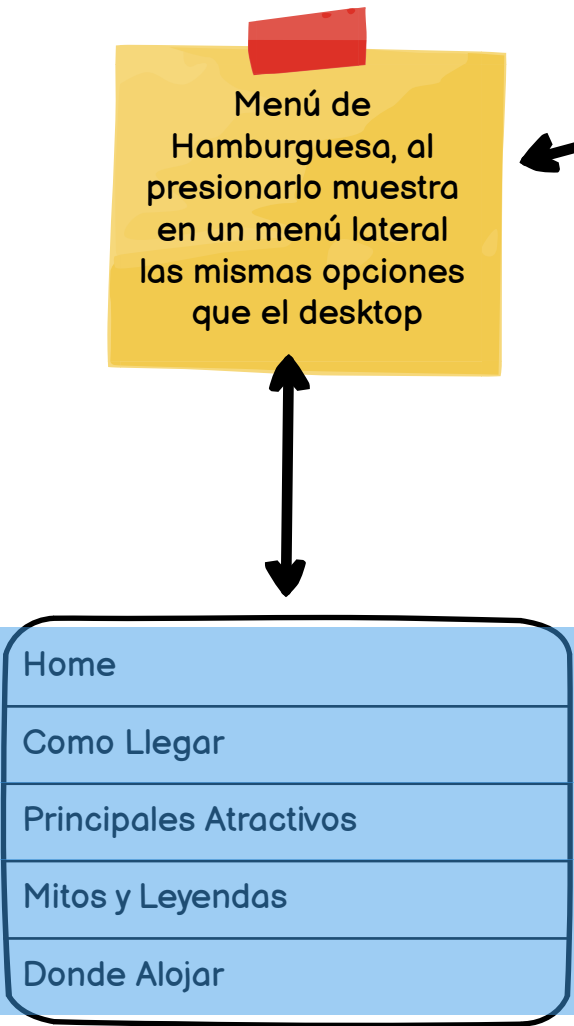 Menú de
Hamburguesa, al
presionarlo muestra
en un menú lateral
las mismas opciones
que el desktop
Home
Como Llegar
Principales Atractivos
Mitos y Leyendas
Donde Alojar